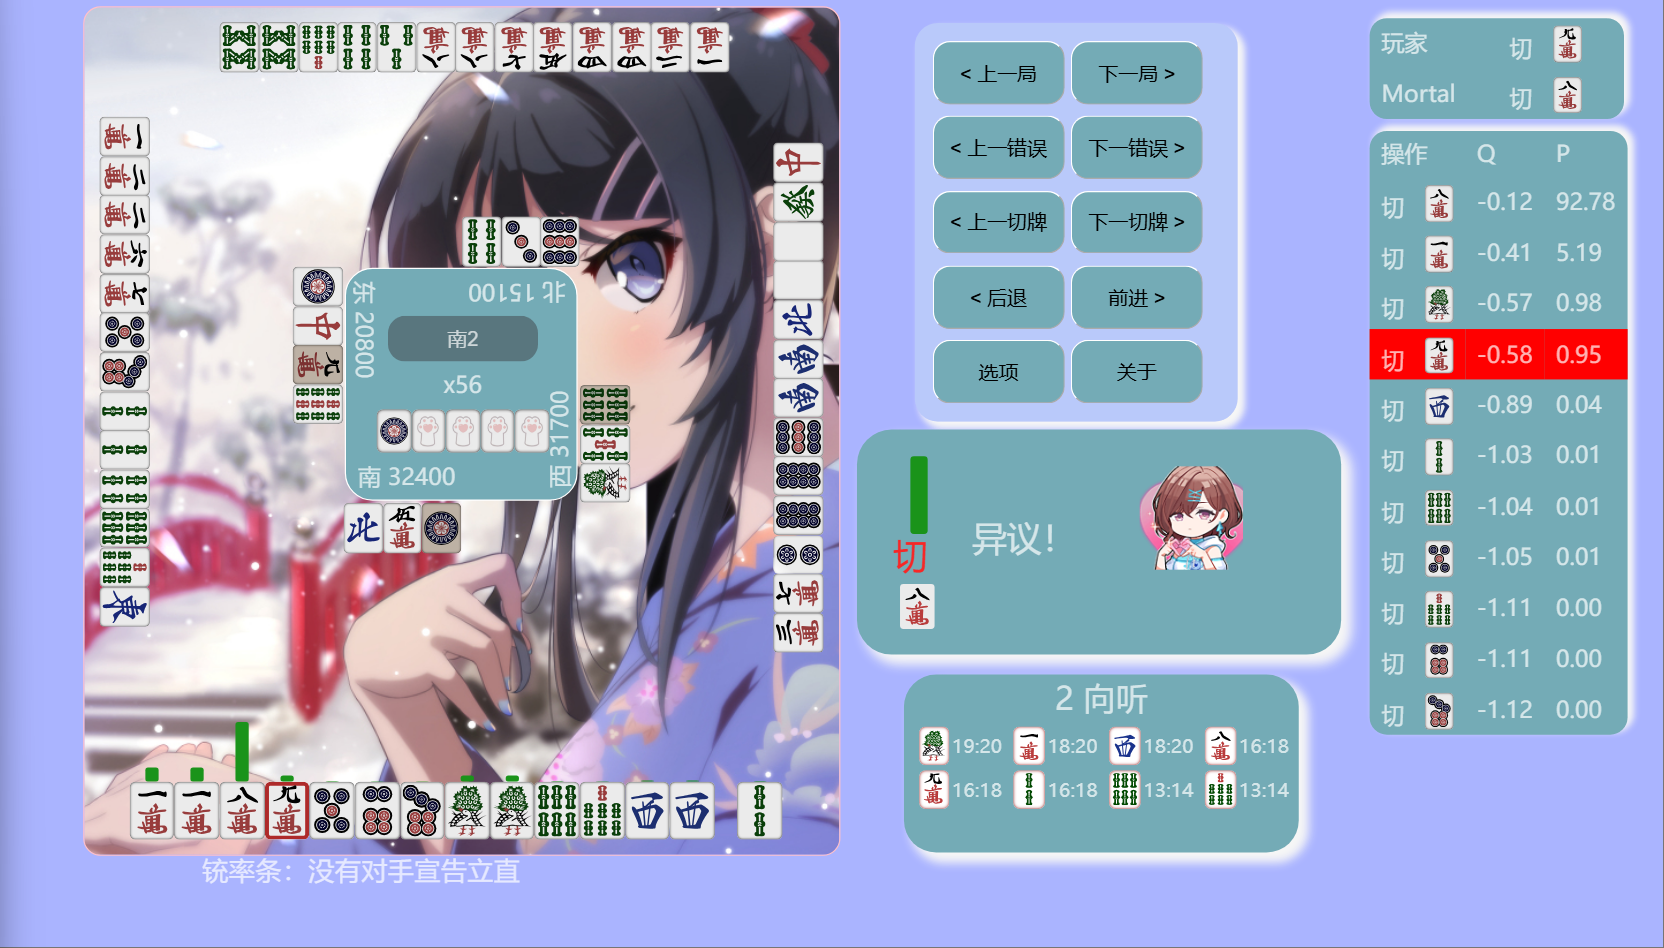 < 上一局
下一局 >
< 上一错误
下一错误 >
< 上一切牌
下一切牌 >
< 后退
前进 >
选项
关于
东 20800
北 15100
南2
x56
西 31700
南 32400
铳率条：没有对手宣告立直
切
异议！
2 向听
19:20
18:20
18:20
16:18
16:18
16:18
13:14
13:14
玩家 切
Mortal 切
操作 Q P
切 -0.12 92.78
切 -0.41 5.19
切 -0.57 0.98
切 -0.58 0.95
切 -0.89 0.04
切 -1.03 0.01
切 -1.04 0.01
切 -1.05 0.01
切 -1.11 0.00
切 -1.11 0.00
切 -1.12 0.00